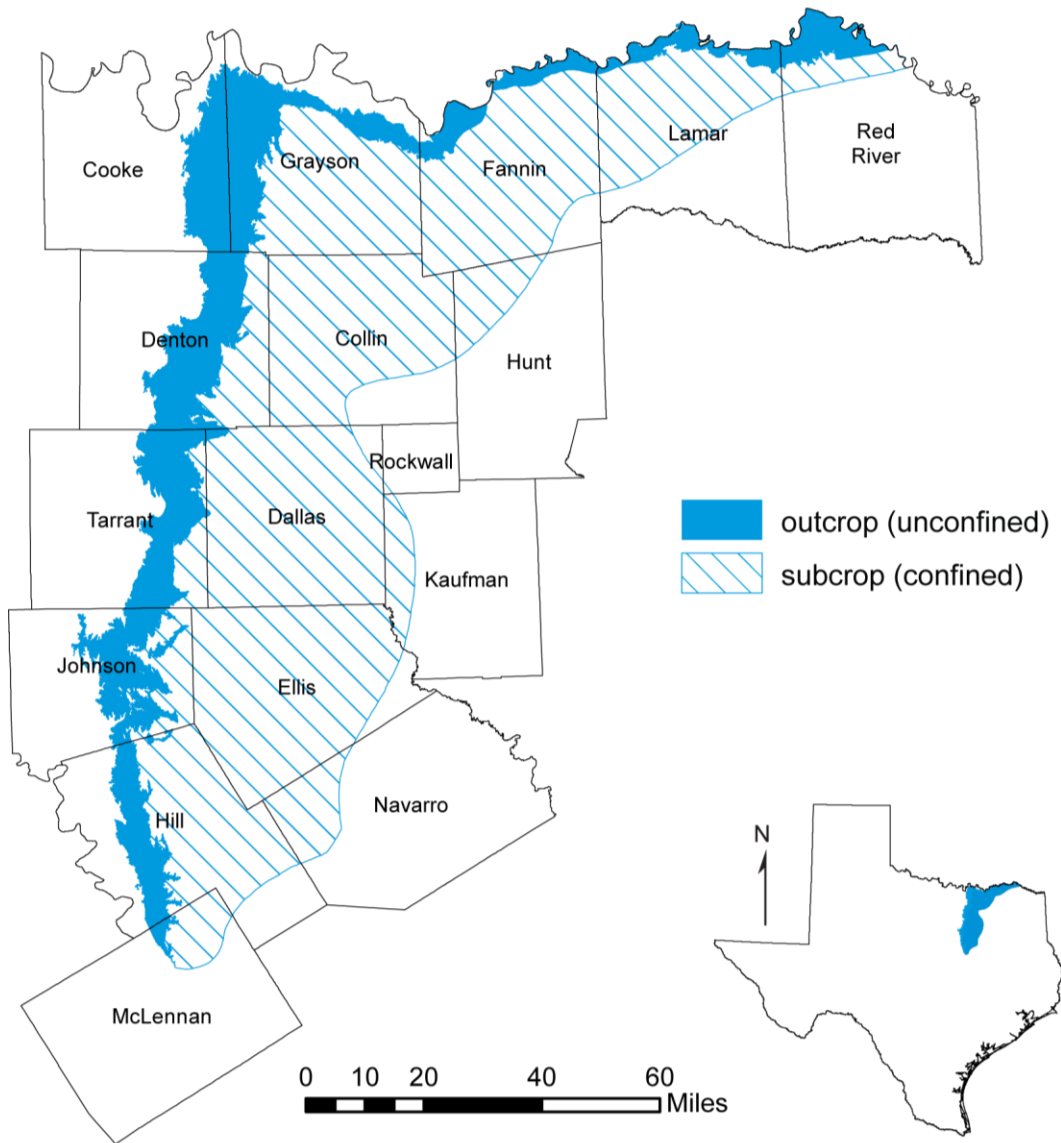 Cooke
Grayson
Fannin
Lamar
Red
River
Denton
Collin
Hunt
Tarrant
Dallas
Rockwall
Kaufman
outcrop (unconfined)
subcrop (confined)
Johnson
Ellis
Hill
Navarro
McLennan
N
0 10 20 40 60
Miles